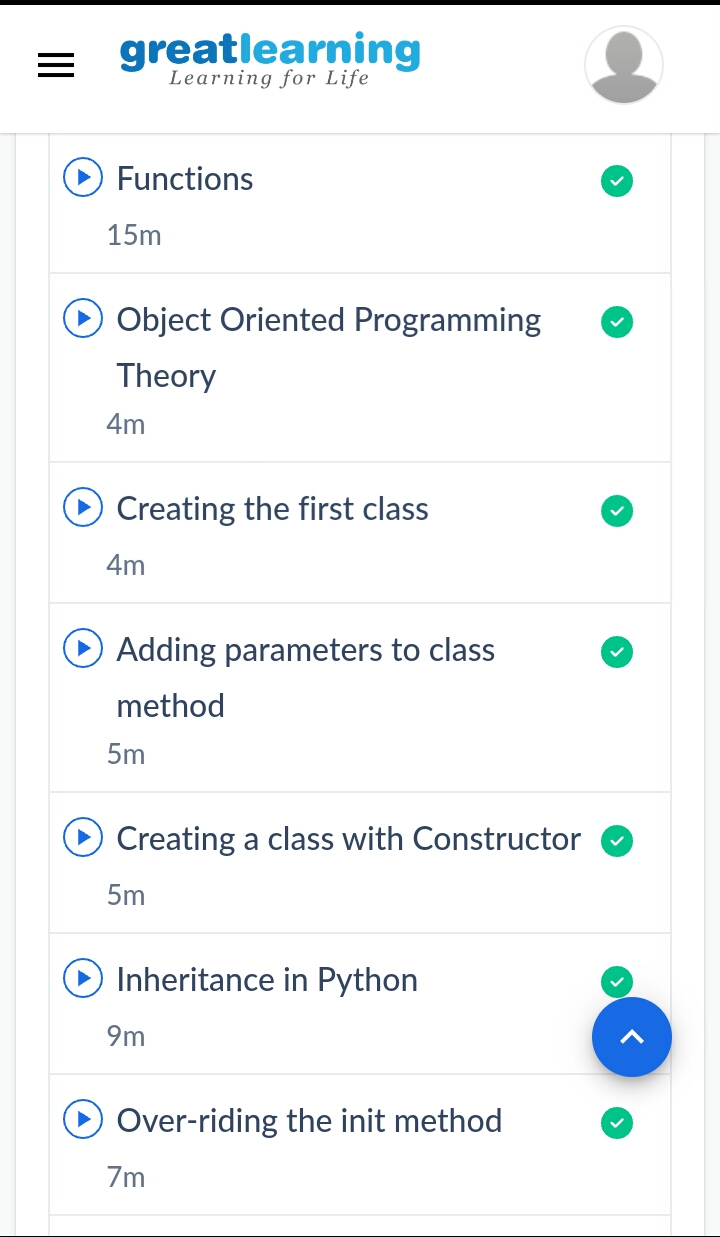 greatlearning
Learning for Life
Functions
15m
Object Oriented Programming
Theory
4m
Creating the first class
4m
Adding parameters to class
method
5m
Creating a class with Constructor
5m
Inheritance in Python
9m
Over-riding the init method
7m